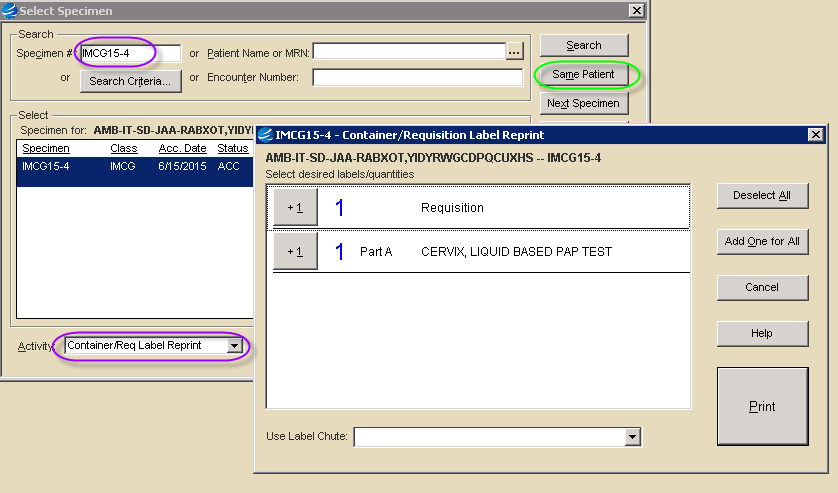 Select Specimen
Search
Specimen #: IMCG15-4 or Patient Name or MRN: ...
Search
or Search Criteria... or Encounter Number:
Same Patient
Next Specimen
Select
Specimen for: AMB-IT-SD-JAA-RABXOT,YIDYRW
Specimen Class Acc. Date Status
IMCG15-4 IMCG 6/15/2015 ACC
Activity: Container/Req Label Reprint
IMCG15-4 - Container/Requisition Label Reprint
AMB-IT-SD-JAA-RABXOT,YIDYRWGCDPQCUXHS -- IMCG15-4
Select desired labels/quantities
+1 1 Requisition
+1 1 Part A CERVIX, LIQUID BASED PAP TEST
Deselect All
Add One for All
Cancel
Help
Print
Use Label Chute: